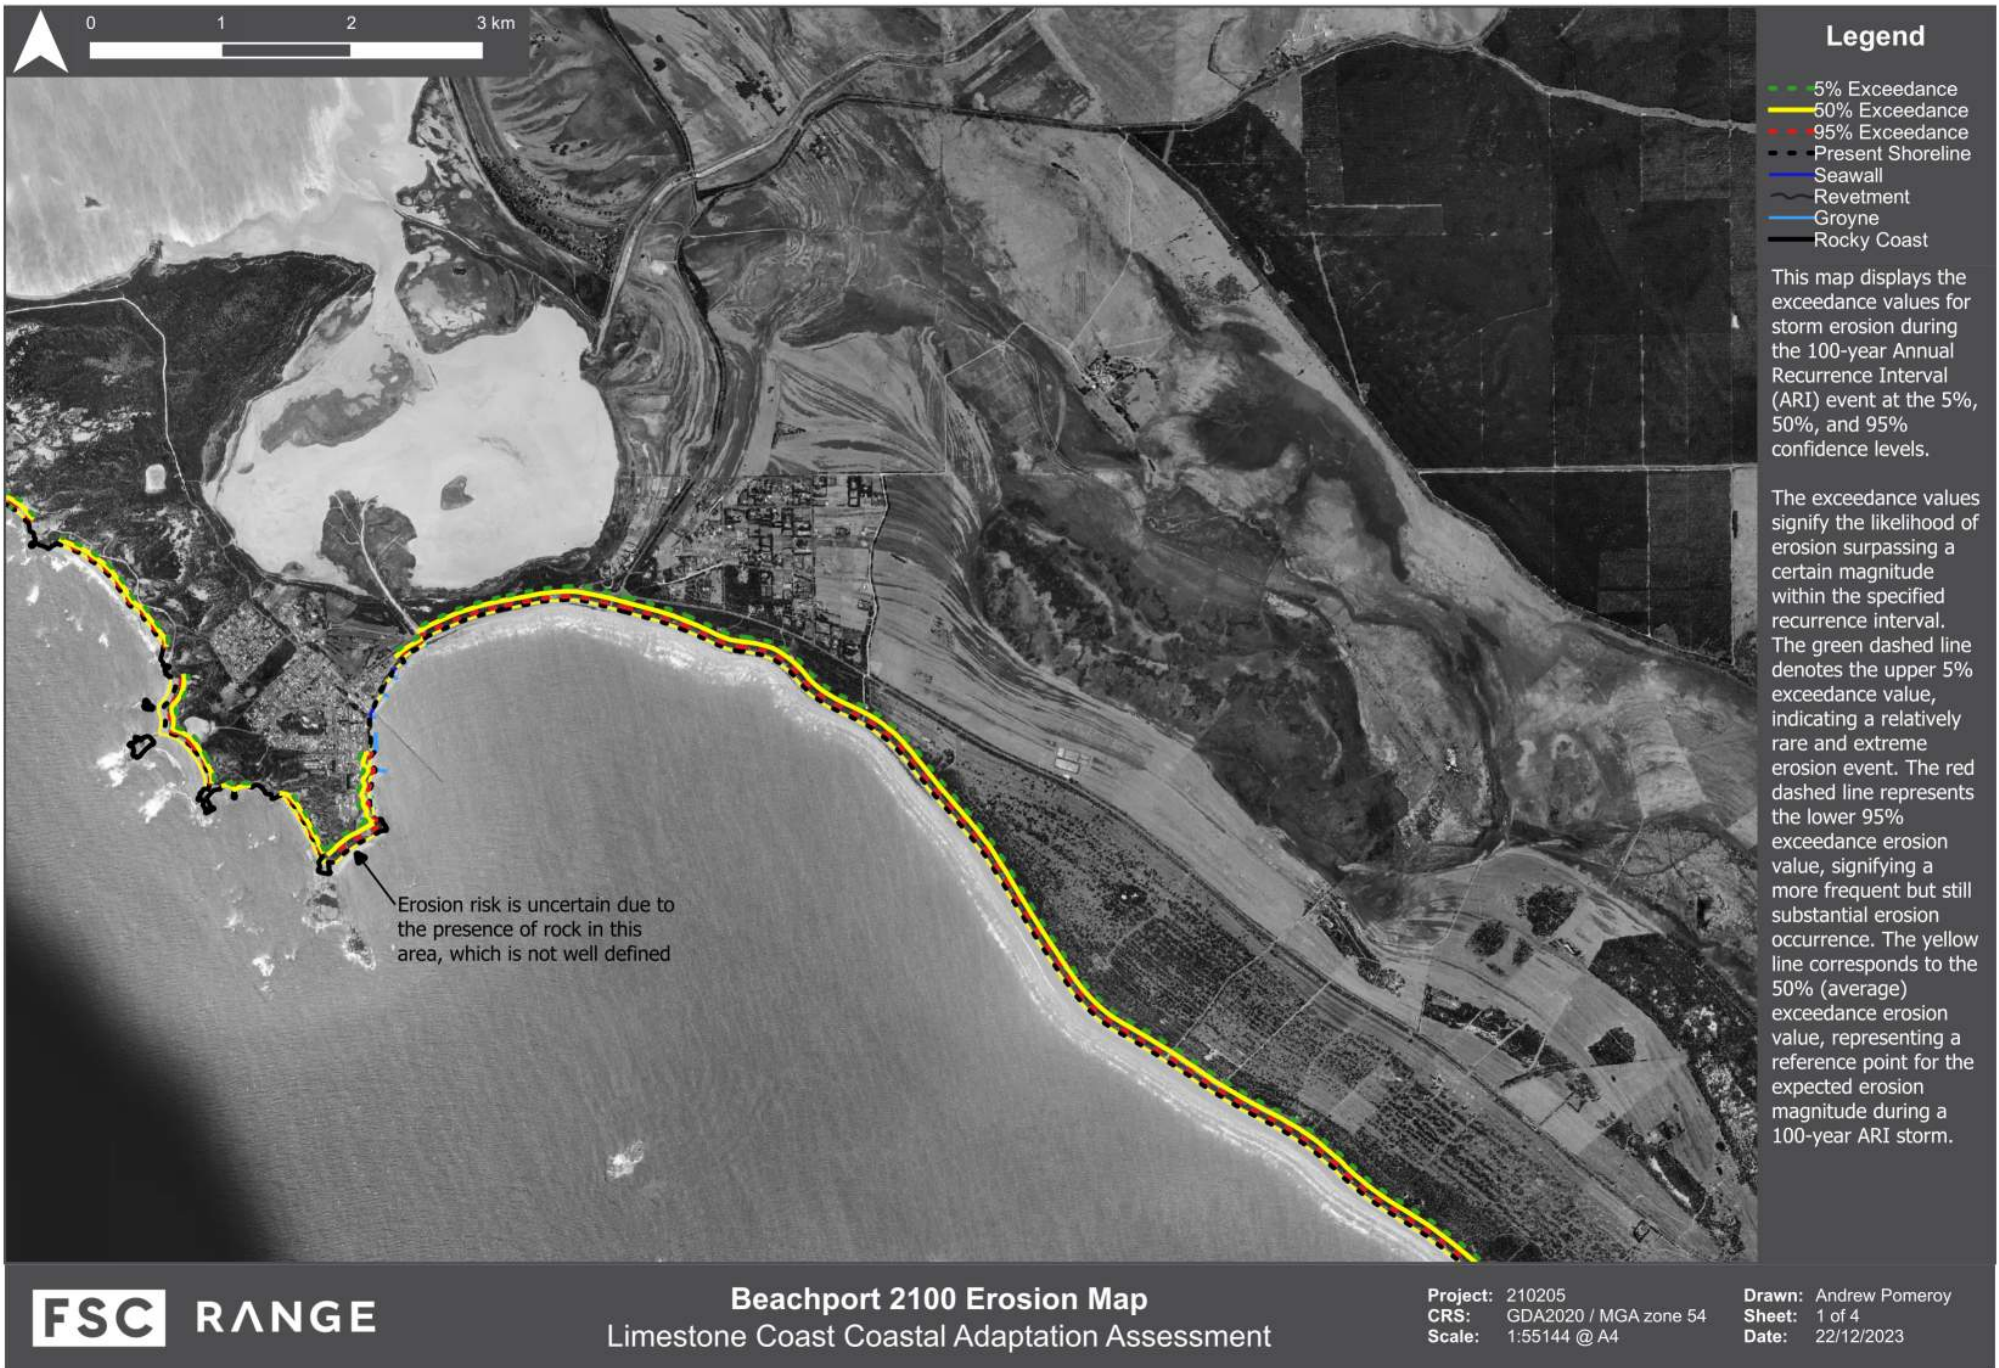 0 1 2 3 km
Legend
5% Exceedance
50% Exceedance
95% Exceedance
Present Shoreline
Seawall
Revetment
Groyne
Rocky Coast
This map displays the
exceedance values for
storm erosion during
the 100-year Annual
Recurrence Interval
(ARI) event at the 5%,
50%, and 95%
confidence levels.
The exceedance values
signify the likelihood of
erosion surpassing a
certain magnitude
within the specified
recurrence interval.
The green dashed line
denotes the upper 5%
exceedance value,
indicating a relatively
rare and extreme
erosion event. The red
dashed line represents
the lower 95%
exceedance erosion
value, signifying a
more frequent but still
substantial erosion
occurrence. The yellow
line corresponds to the
50% (average)
exceedance erosion
value, representing a
reference point for the
expected erosion
magnitude during a
100-year ARI storm.
Erosion risk is uncertain due to
the presence of rock in this
area, which is not well defined
FSC RANGE
Beachport 2100 Erosion Map
Limestone Coast Coastal Adaptation Assessment
Project: 210205
CRS: GDA2020 / MGA zone 54
Scale: 1:55144 @ A4
Drawn: Andrew Pomeroy
Sheet: 1 of 4
Date: 22/12/2023